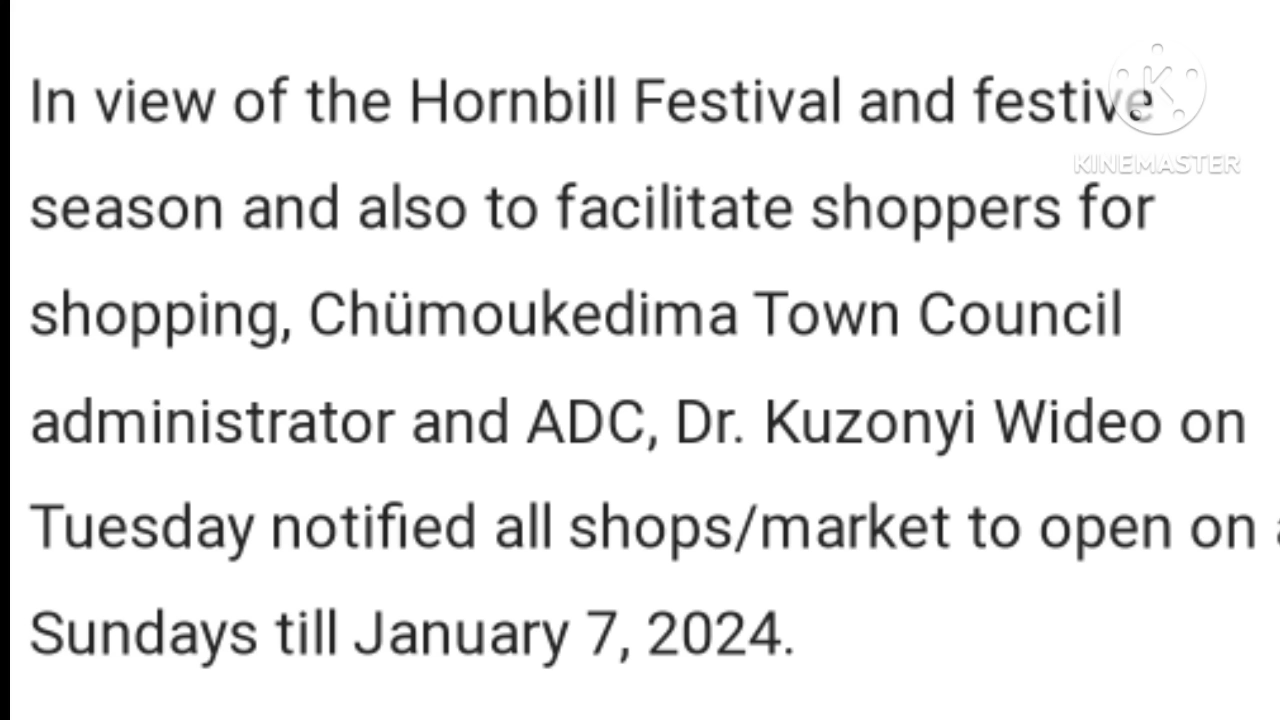 In view of the Hornbill Festival and festive
KINEMASTER
season and also to facilitate shoppers for
shopping, Chümoukedima Town Council
administrator and ADC, Dr. Kuzonyi Wideo on
Tuesday notified all shops/market to open on
Sundays till January 7, 2024.